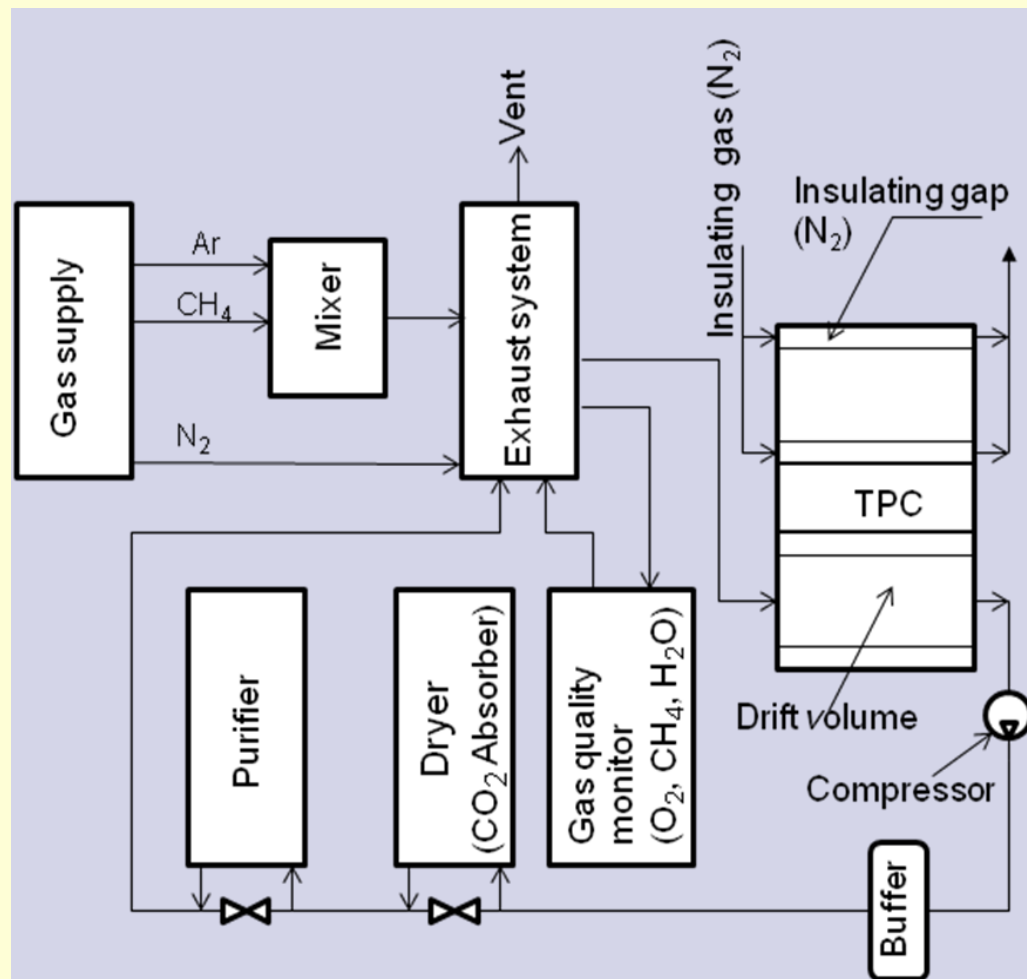 Vent
Insulating gas (N₂)
Insulating gap
(N₂)
Gas supply
Ar
CH₄
N₂
Mixer
Exhaust system
TPC
Drift volume
Compressor
Purifier
Dryer
(CO₂ Absorber)
Gas quality
monitor
(O₂, CH₄, H₂O)
Buffer